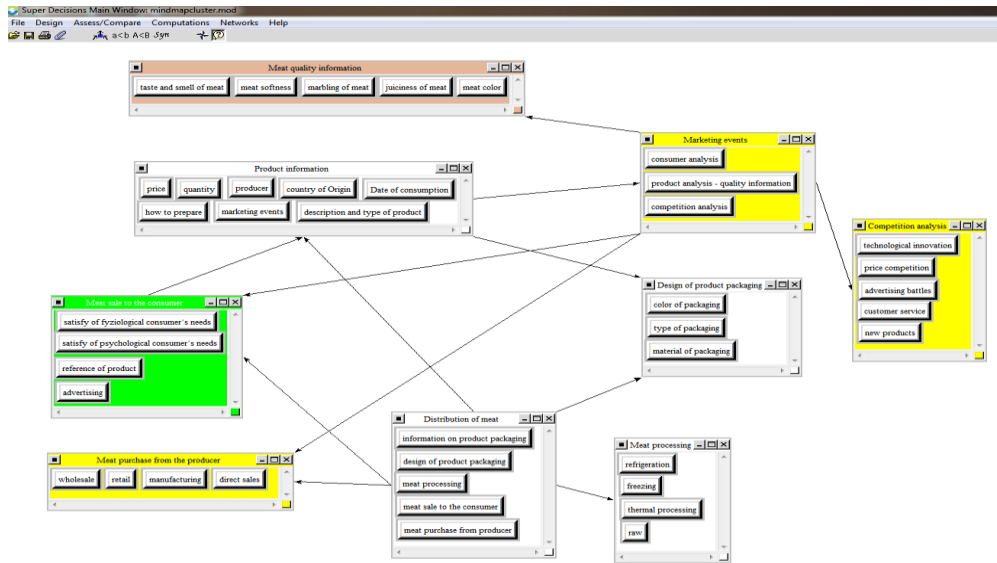 Super Decisions Main Window: mindmapcluster.mod
File Design Assess/Compare Computations Networks Help
a<b A<B Syn
Meat quality information
taste and smell of meat meat softness marbling of meat juiciness of meat meat color
Marketing events
consumer analysis
product analysis - quality information
competition analysis
Product information
price quantity producer country of Origin Date of consumption
how to prepare marketing events description and type of product
Competition analysis
technological innovation
price competition
advertising battles
customer service
new products
Design of product packaging
color of packaging
type of packaging
material of packaging
Meat sale to the consumer
satisfy of fyziological consumer´s needs
satisfy of psychological consumer´s needs
reference of product
advertising
Distribution of meat
information on product packaging
design of product packaging
meat processing
meat sale to the consumer
meat purchase from producer
Meat processing
refrigeration
freezing
thermal processing
raw
Meat purchase from the producer
wholesale retail manufacturing direct sales